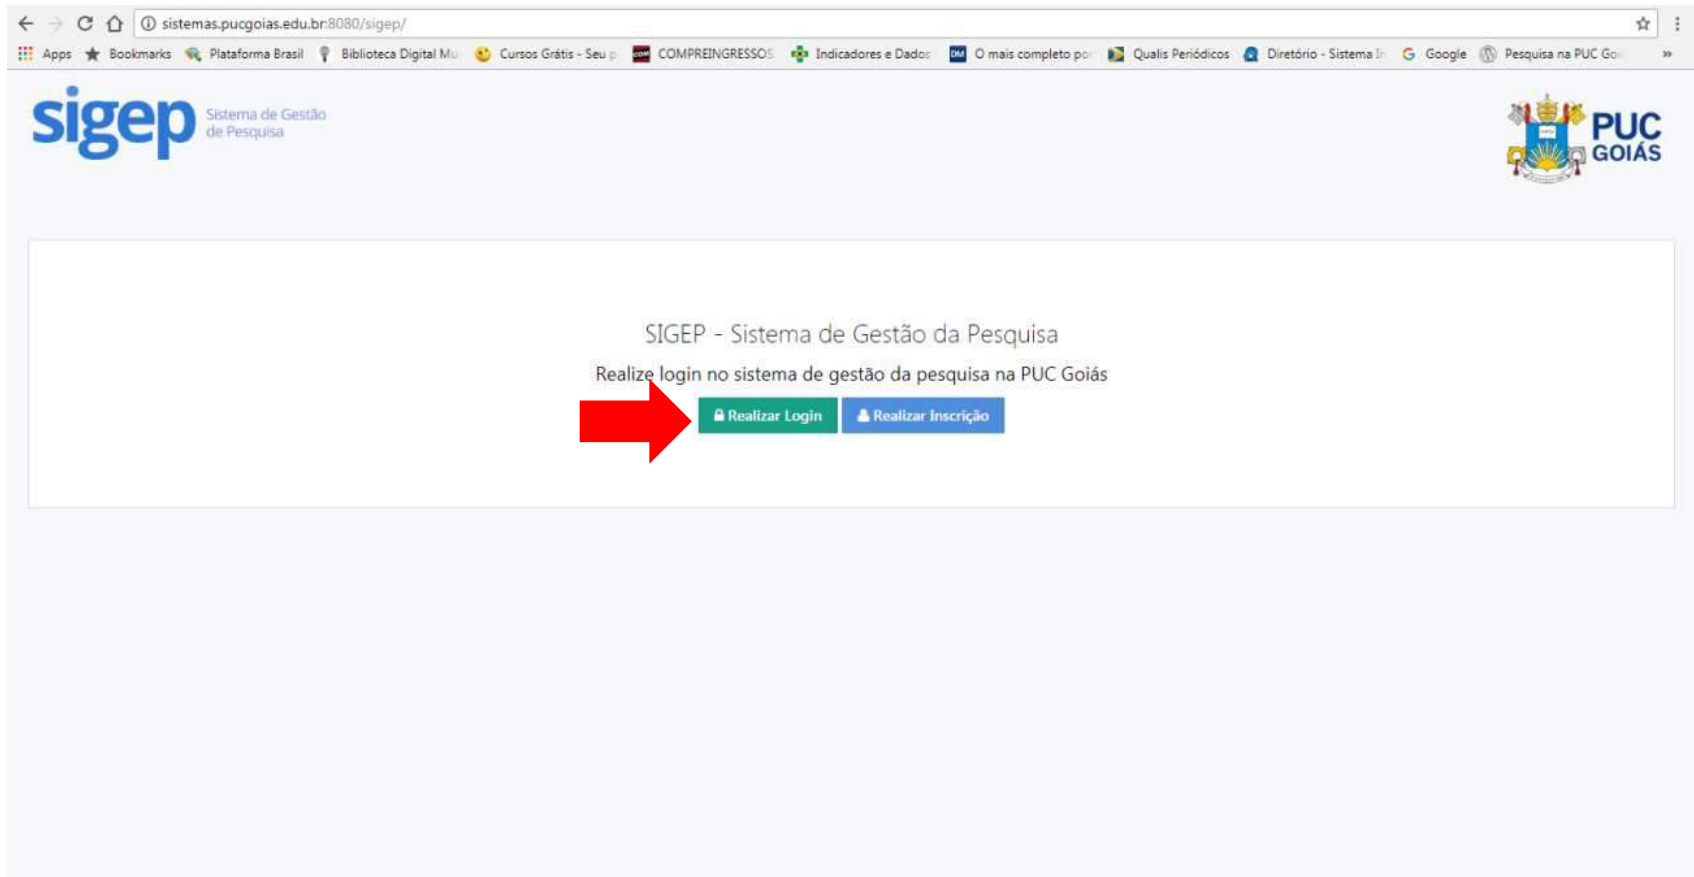 sistemas.pucgoias.edu.br:8080/sigep/
Apps Bookmarks Plataforma Brasil Biblioteca Digital Mu Cursos Grátis - Seu p COM COMPREINGRESSOS Indicadores e Dados DM O mais completo por Qualis Periódicos Diretório - Sistema In G Google Pesquisa na PUC Go »
sigep Sistema de Gestão
de Pesquisa
PUC
GOIÁS
SIGEP - Sistema de Gestão da Pesquisa
Realize login no sistema de gestão da pesquisa na PUC Goiás
Realizar Login Realizar Inscrição